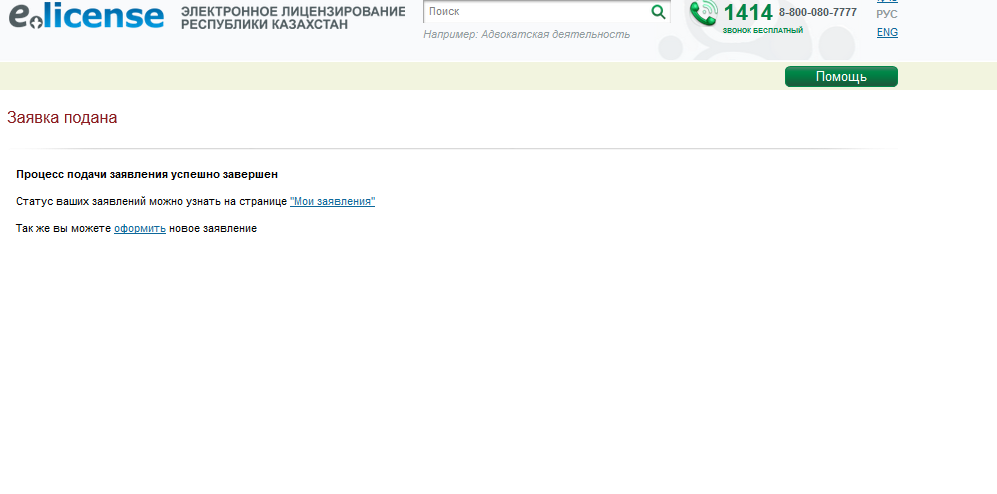 e.license
ЭЛЕКТРОННОЕ ЛИЦЕНЗИРОВАНИЕ
РЕСПУБЛИКИ КАЗАХСТАН
Поиск
Например: Адвокатская деятельность
1414 8-800-080-7777
ЗВОНОК БЕСПЛАТНЫЙ
РУС
ENG
Помощь
Заявка подана
Процесс подачи заявления успешно завершен
Статус ваших заявлений можно узнать на странице "Мои заявления"
Так же вы можете оформить новое заявление